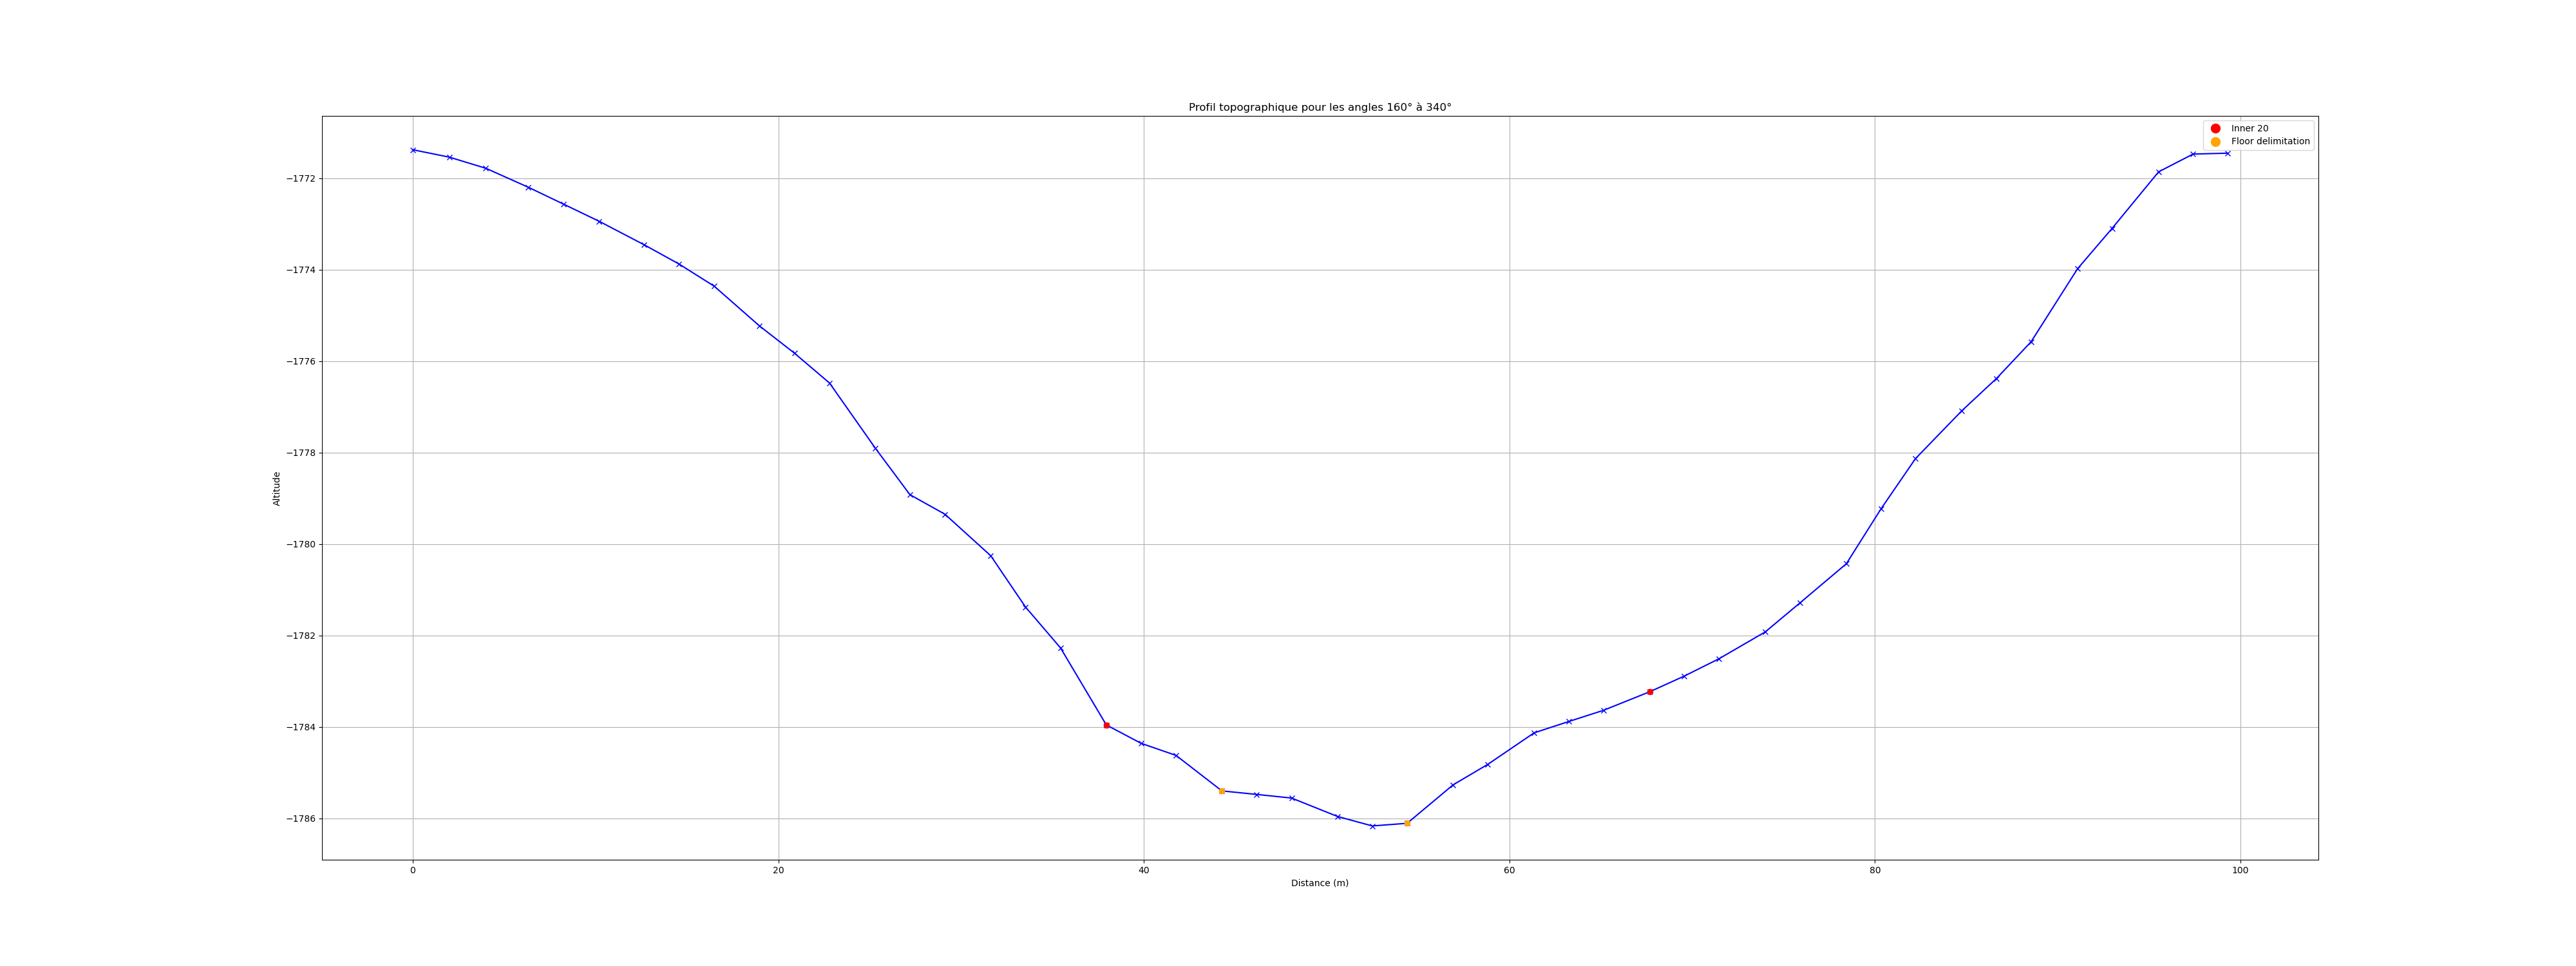 Profil topographique pour les angles 160° à 340°
Inner 20
Floor delimitation
−1772
−1774
−1776
−1778
−1780
−1782
−1784
−1786
Altitude
0 20 40 60 80 100
Distance (m)